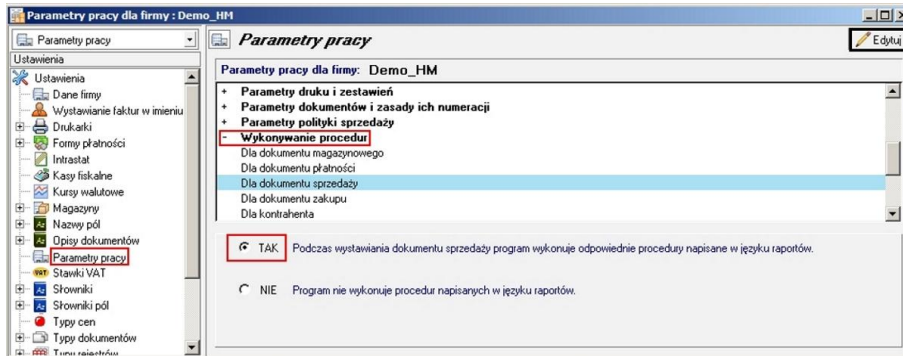 Parametry pracy dla firmy : Demo_HM
Parametry pracy
Ustawienia
Ustawienia
Dane firmy
Wystawianie faktur w imieniu
Drukarki
Formy płatności
Intrastat
Kasy fiskalne
Kursy walutowe
Magazyny
Nazwy pól
Opisy dokumentów
Parametry pracy
Stawki VAT
Słowniki
Słowniki pól
Typy cen
Typy dokumentów
Typy rejestrów
Parametry pracy
Edytuj
Parametry pracy dla firmy: Demo_HM
+ Parametry druku i zestawień
+ Parametry dokumentów i zasady ich numeracji
+ Parametry polityki sprzedaży
- Wykonywanie procedur
Dla dokumentu magazynowego
Dla dokumentu płatności
Dla dokumentu sprzedaży
Dla dokumentu zakupu
Dla kontrahenta
TAK Podczas wystawiania dokumentu sprzedaży program wykonuje odpowiednie procedury napisane w języku raportów.
NIE Program nie wykonuje procedur napisanych w języku raportów.